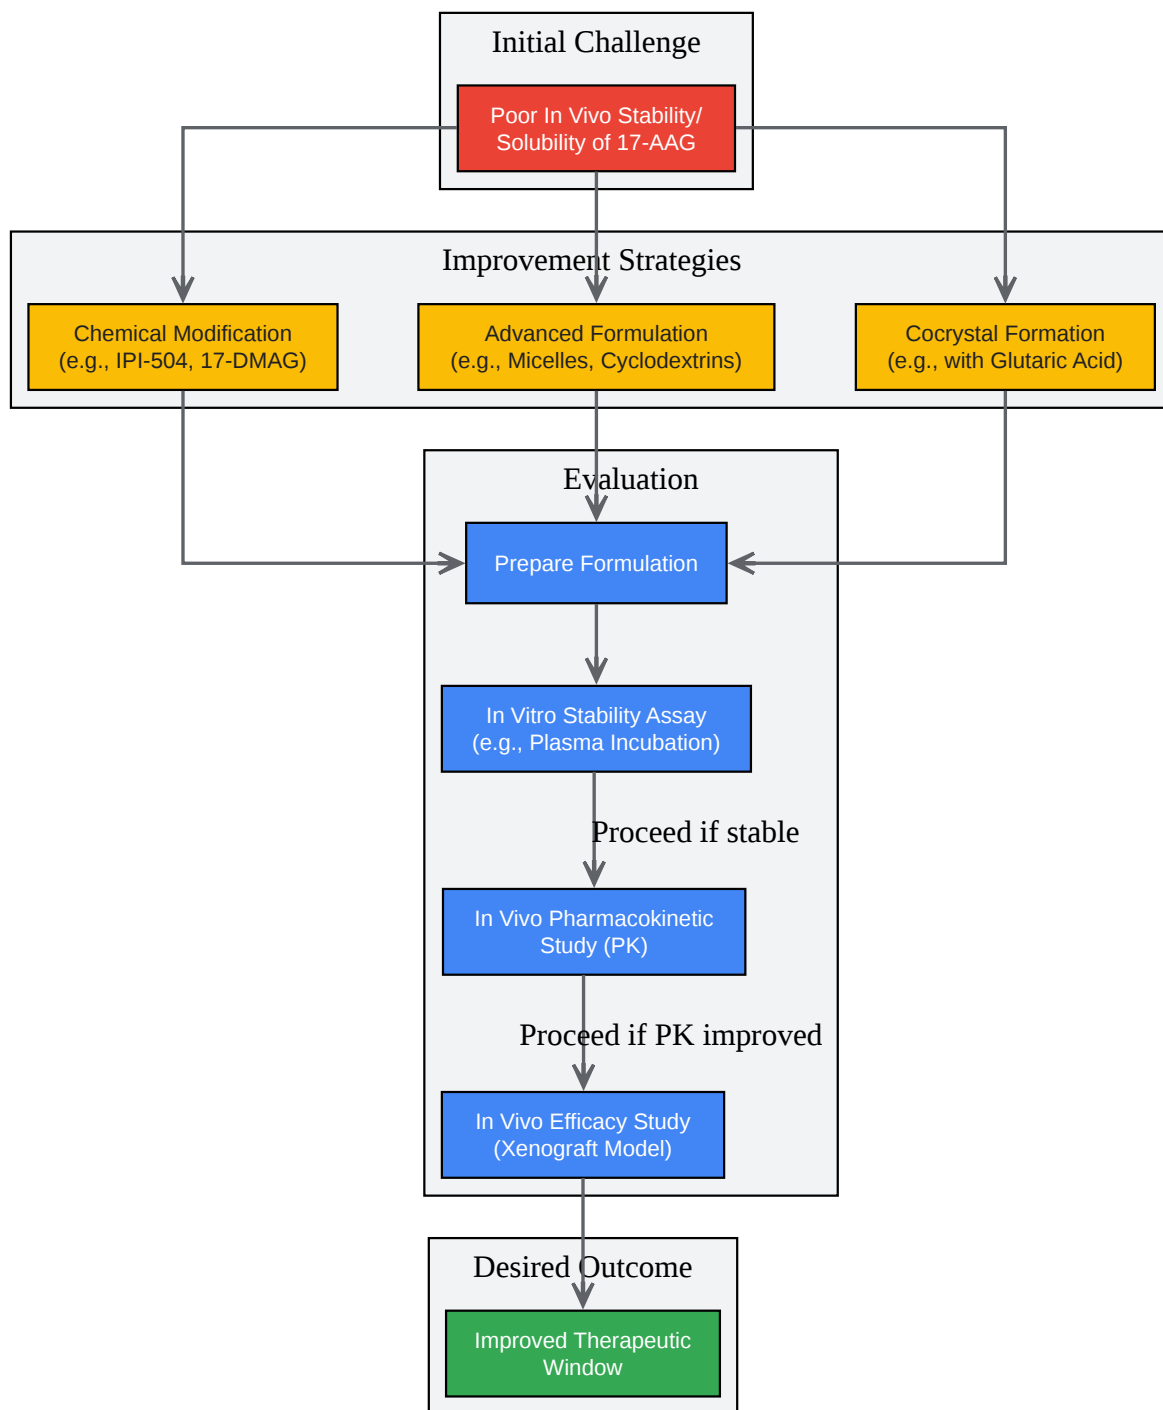 Initial Challenge
Poor In Vivo Stability/
Solubility of 17-AAG
Improvement Strategies
Chemical Modification
(e.g., IPI-504, 17-DMAG)
Advanced Formulation
(e.g., Micelles, Cyclodextrins)
Cocrystal Formation
(e.g., with Glutaric Acid)
Evaluation
Prepare Formulation
In Vitro Stability Assay
(e.g., Plasma Incubation)
Proceed if stable
In Vivo Pharmacokinetic
Study (PK)
Proceed if PK improved
In Vivo Efficacy Study
(Xenograft Model)
Desired Outcome
Improved Therapeutic
Window